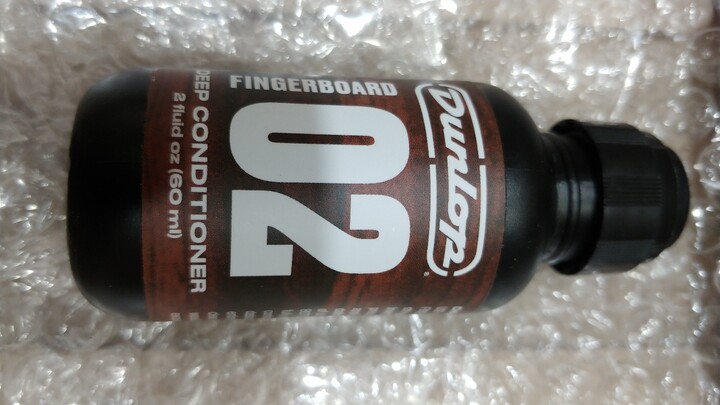 Dunlop
02
FINGERBOARD
DEEP CONDITIONER
2 fluid oz (60 ml)